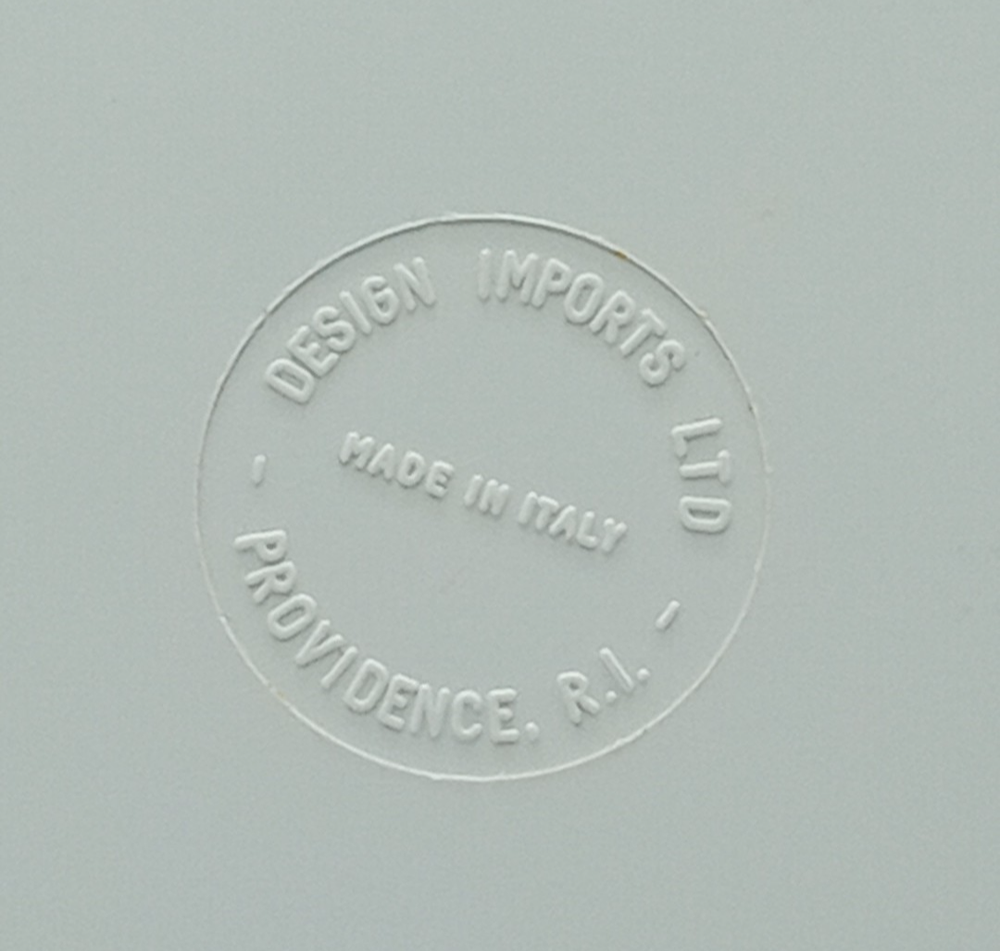 DESIGN IMPORTS LTD
MADE IN ITALY
- PROVIDENCE, R.I. -